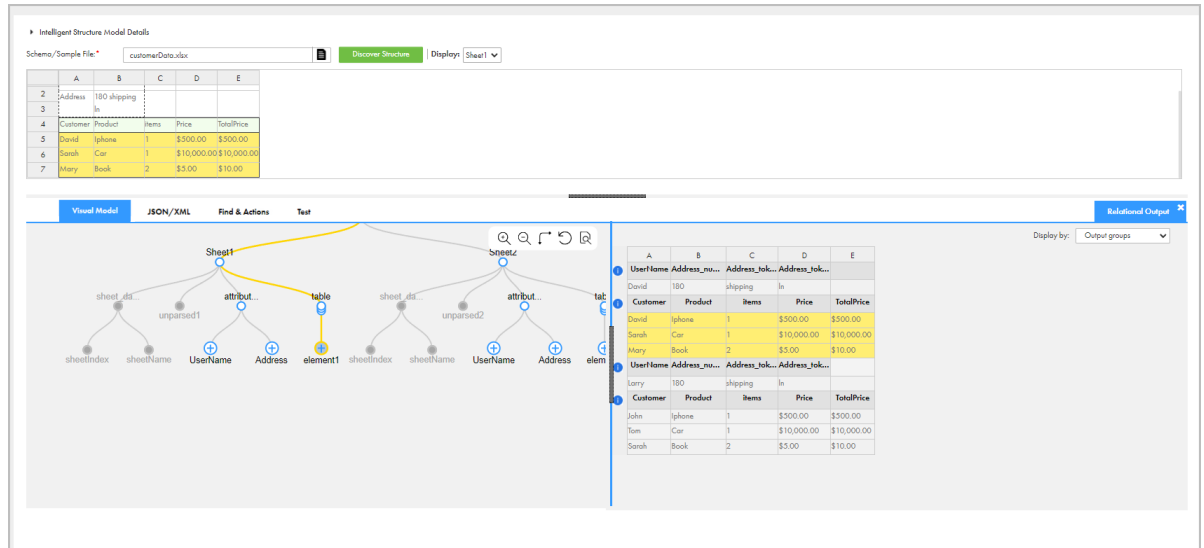 Intelligent Structure Model Details
Schema/Sample File:* customerData.xlsx Discover Structure Display: Sheet1
A B C D E
2 Address 180 shipping
3 ln
4 Customer Product items Price TotalPrice
5 David Iphone 1 $500.00 $500.00
6 Sarah Car 1 $10,000.00 $10,000.00
7 Mary Book 2 $5.00 $10.00
Visual Model JSON/XML Find & Actions Test Relational Output
Display by: Output groups
Sheet1 Sheet2
sheet_da... attribut... table sheet_da... attribut... tab
unparsed1 unparsed2
sheetIndex sheetName UserName Address element1 sheetIndex sheetName UserName Address elem
A B C D E
UserName Address_nu... Address_tok... Address_tok...
David 180 shipping ln
Customer Product items Price TotalPrice
David Iphone 1 $500.00 $500.00
Sarah Car 1 $10,000.00 $10,000.00
Mary Book 2 $5.00 $10.00
UserName Address_nu... Address_tok... Address_tok...
Larry 180 shipping ln
Customer Product items Price TotalPrice
John Iphone 1 $500.00 $500.00
Tom Car 1 $10,000.00 $10,000.00
Sarah Book 2 $5.00 $10.00